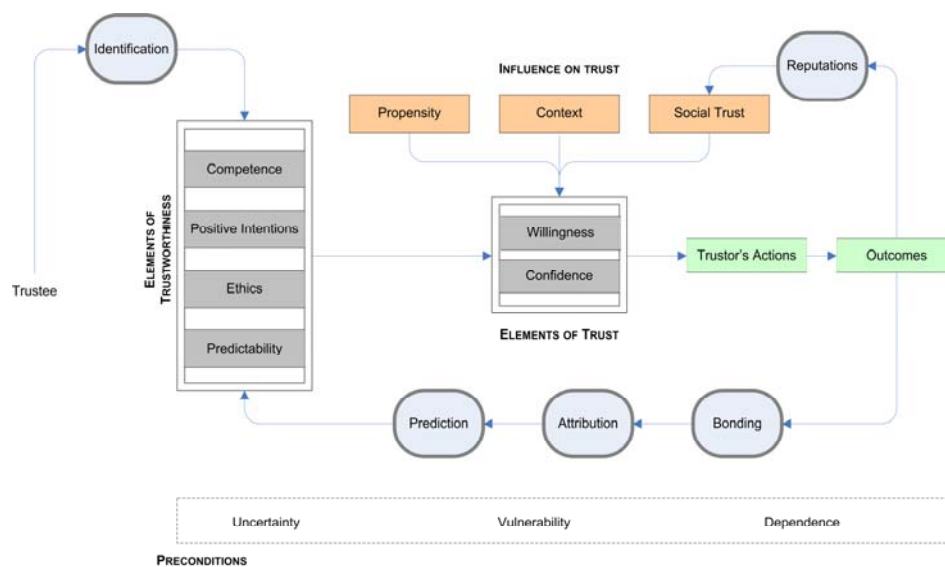 Identification
INFLUENCE ON TRUST
Reputations
Propensity
Context
Social Trust
ELEMENTS OF
TRUSTWORTHINESS
Competence
Positive Intentions
Ethics
Predictability
Trustee
Willingness
Confidence
ELEMENTS OF TRUST
Trustor's Actions
Outcomes
Prediction
Attribution
Bonding
Uncertainty
Vulnerability
Dependence
PRECONDITIONS